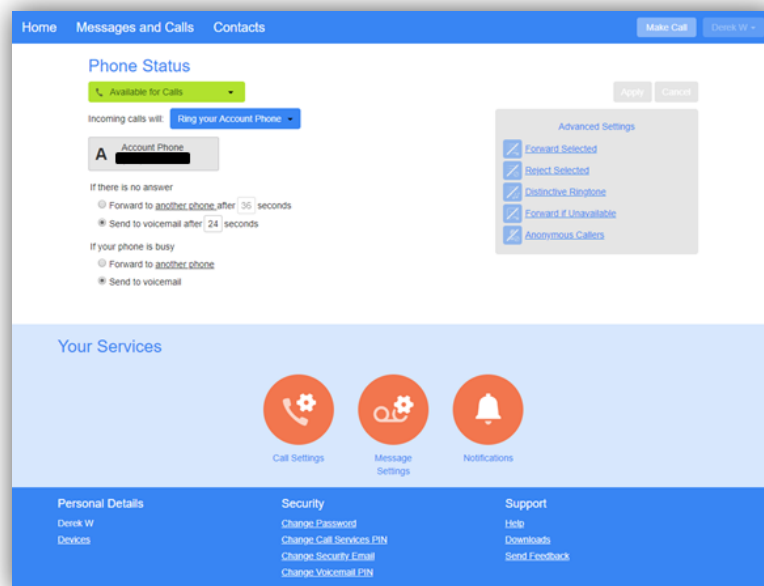 Home Messages and Calls Contacts Make Call Derek W
Phone Status
Available for Calls
Apply Cancel
Incoming calls will: Ring your Account Phone
A Account Phone
If there is no answer
Forward to another phone after 36 seconds
Send to voicemail after 24 seconds
If your phone is busy
Forward to another phone
Send to voicemail
Advanced Settings
Forward Selected
Reject Selected
Distinctive Ringtone
Forward if Unavailable
Anonymous Callers
Your Services
Call Settings
Message
Settings
Notifications
Personal Details
Derek W
Devices
Security
Change Password
Change Call Services PIN
Change Security Email
Change Voicemail PIN
Support
Help
Downloads
Send Feedback